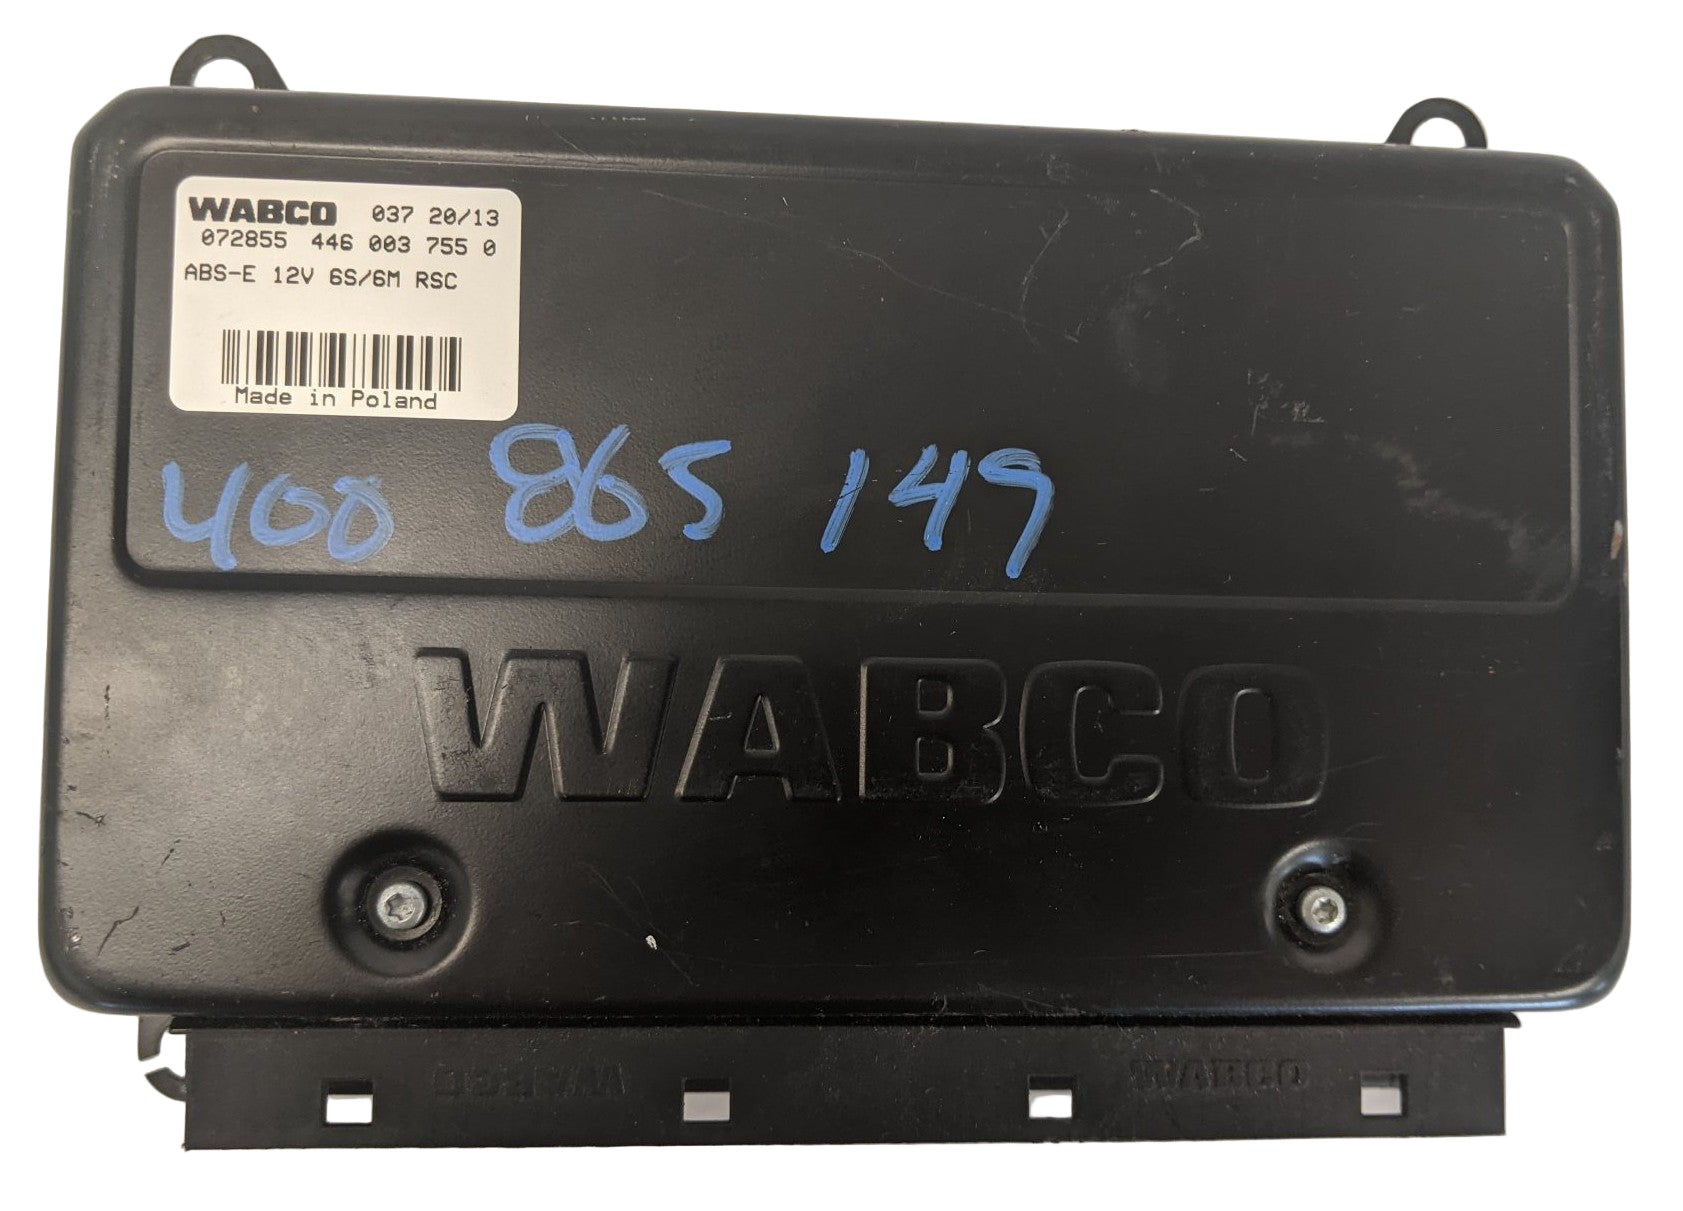 WABCO 037 20/13
072855 446 003 755 0
ABS-E 12V 6S/6M RSC
Made in Poland
400 865 149
WABCO
WABCO